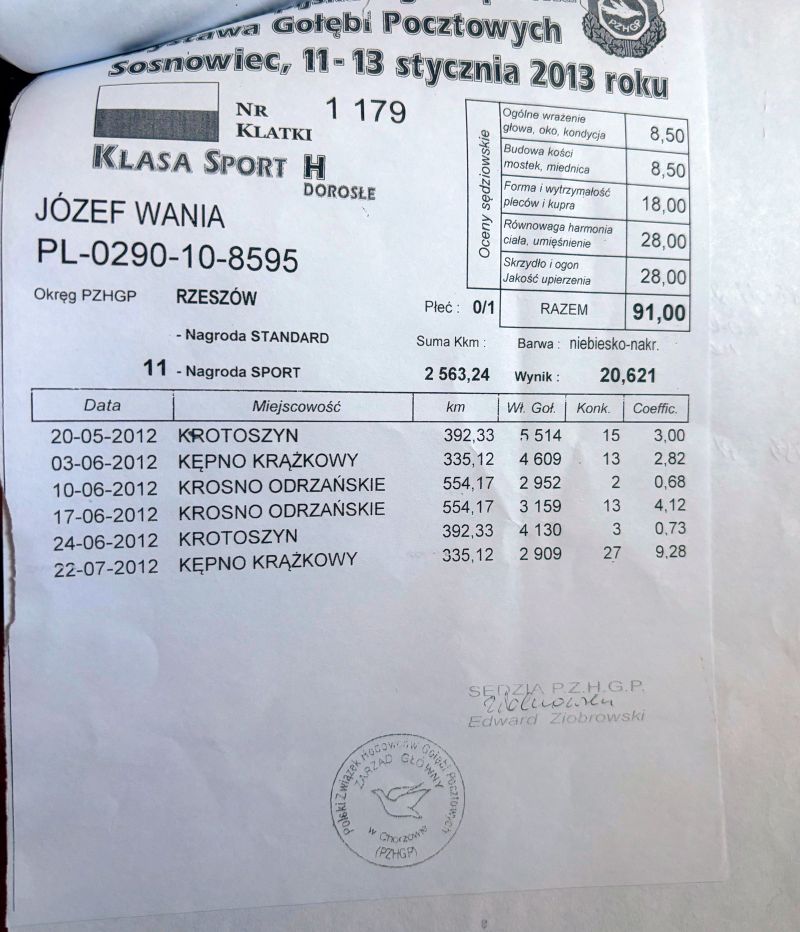 Gołębi Pocztowych
Sosnowiec, 11 - 13 stycznia 2013 roku
PZHGP
NR KLATKI 1 179
KLASA SPORT H
DOROSŁE
JÓZEF WANIA
PL-0290-10-8595
Okręg PZHGP RZESZÓW
Oceny sędziowskie
Ogólne wrażenie
głowa, oko, kondycja 8,50
Budowa kości
mostek, miednica 8,50
Forma i wytrzymałość
pleców i kupra 18,00
Równowaga harmonia
ciała, umięśnienie 28,00
Skrzydło i ogon
Jakość upierzenia 28,00
Płeć : 0/1 RAZEM 91,00
- Nagroda STANDARD Suma Kkm : Barwa : niebiesko-nakr.
11 - Nagroda SPORT 2 563,24 Wynik : 20,621
Data Miejscowość km Wł. Goł. Konk. Coeffic.
20-05-2012 KROTOSZYN 392,33 5 514 15 3,00
03-06-2012 KĘPNO KRĄŻKOWY 335,12 4 609 13 2,82
10-06-2012 KROSNO ODRZAŃSKIE 554,17 2 952 2 0,68
17-06-2012 KROSNO ODRZAŃSKIE 554,17 3 159 13 4,12
24-06-2012 KROTOSZYN 392,33 4 130 3 0,73
22-07-2012 KĘPNO KRĄŻKOWY 335,12 2 909 27 9,28
SĘDZIA P.Z.H.G.P.
Edward Ziobrowski
Polski Związek Hodowców Gołębi Pocztowych
ZARZĄD GŁÓWNY
w Chorzowie
(PZHGP)